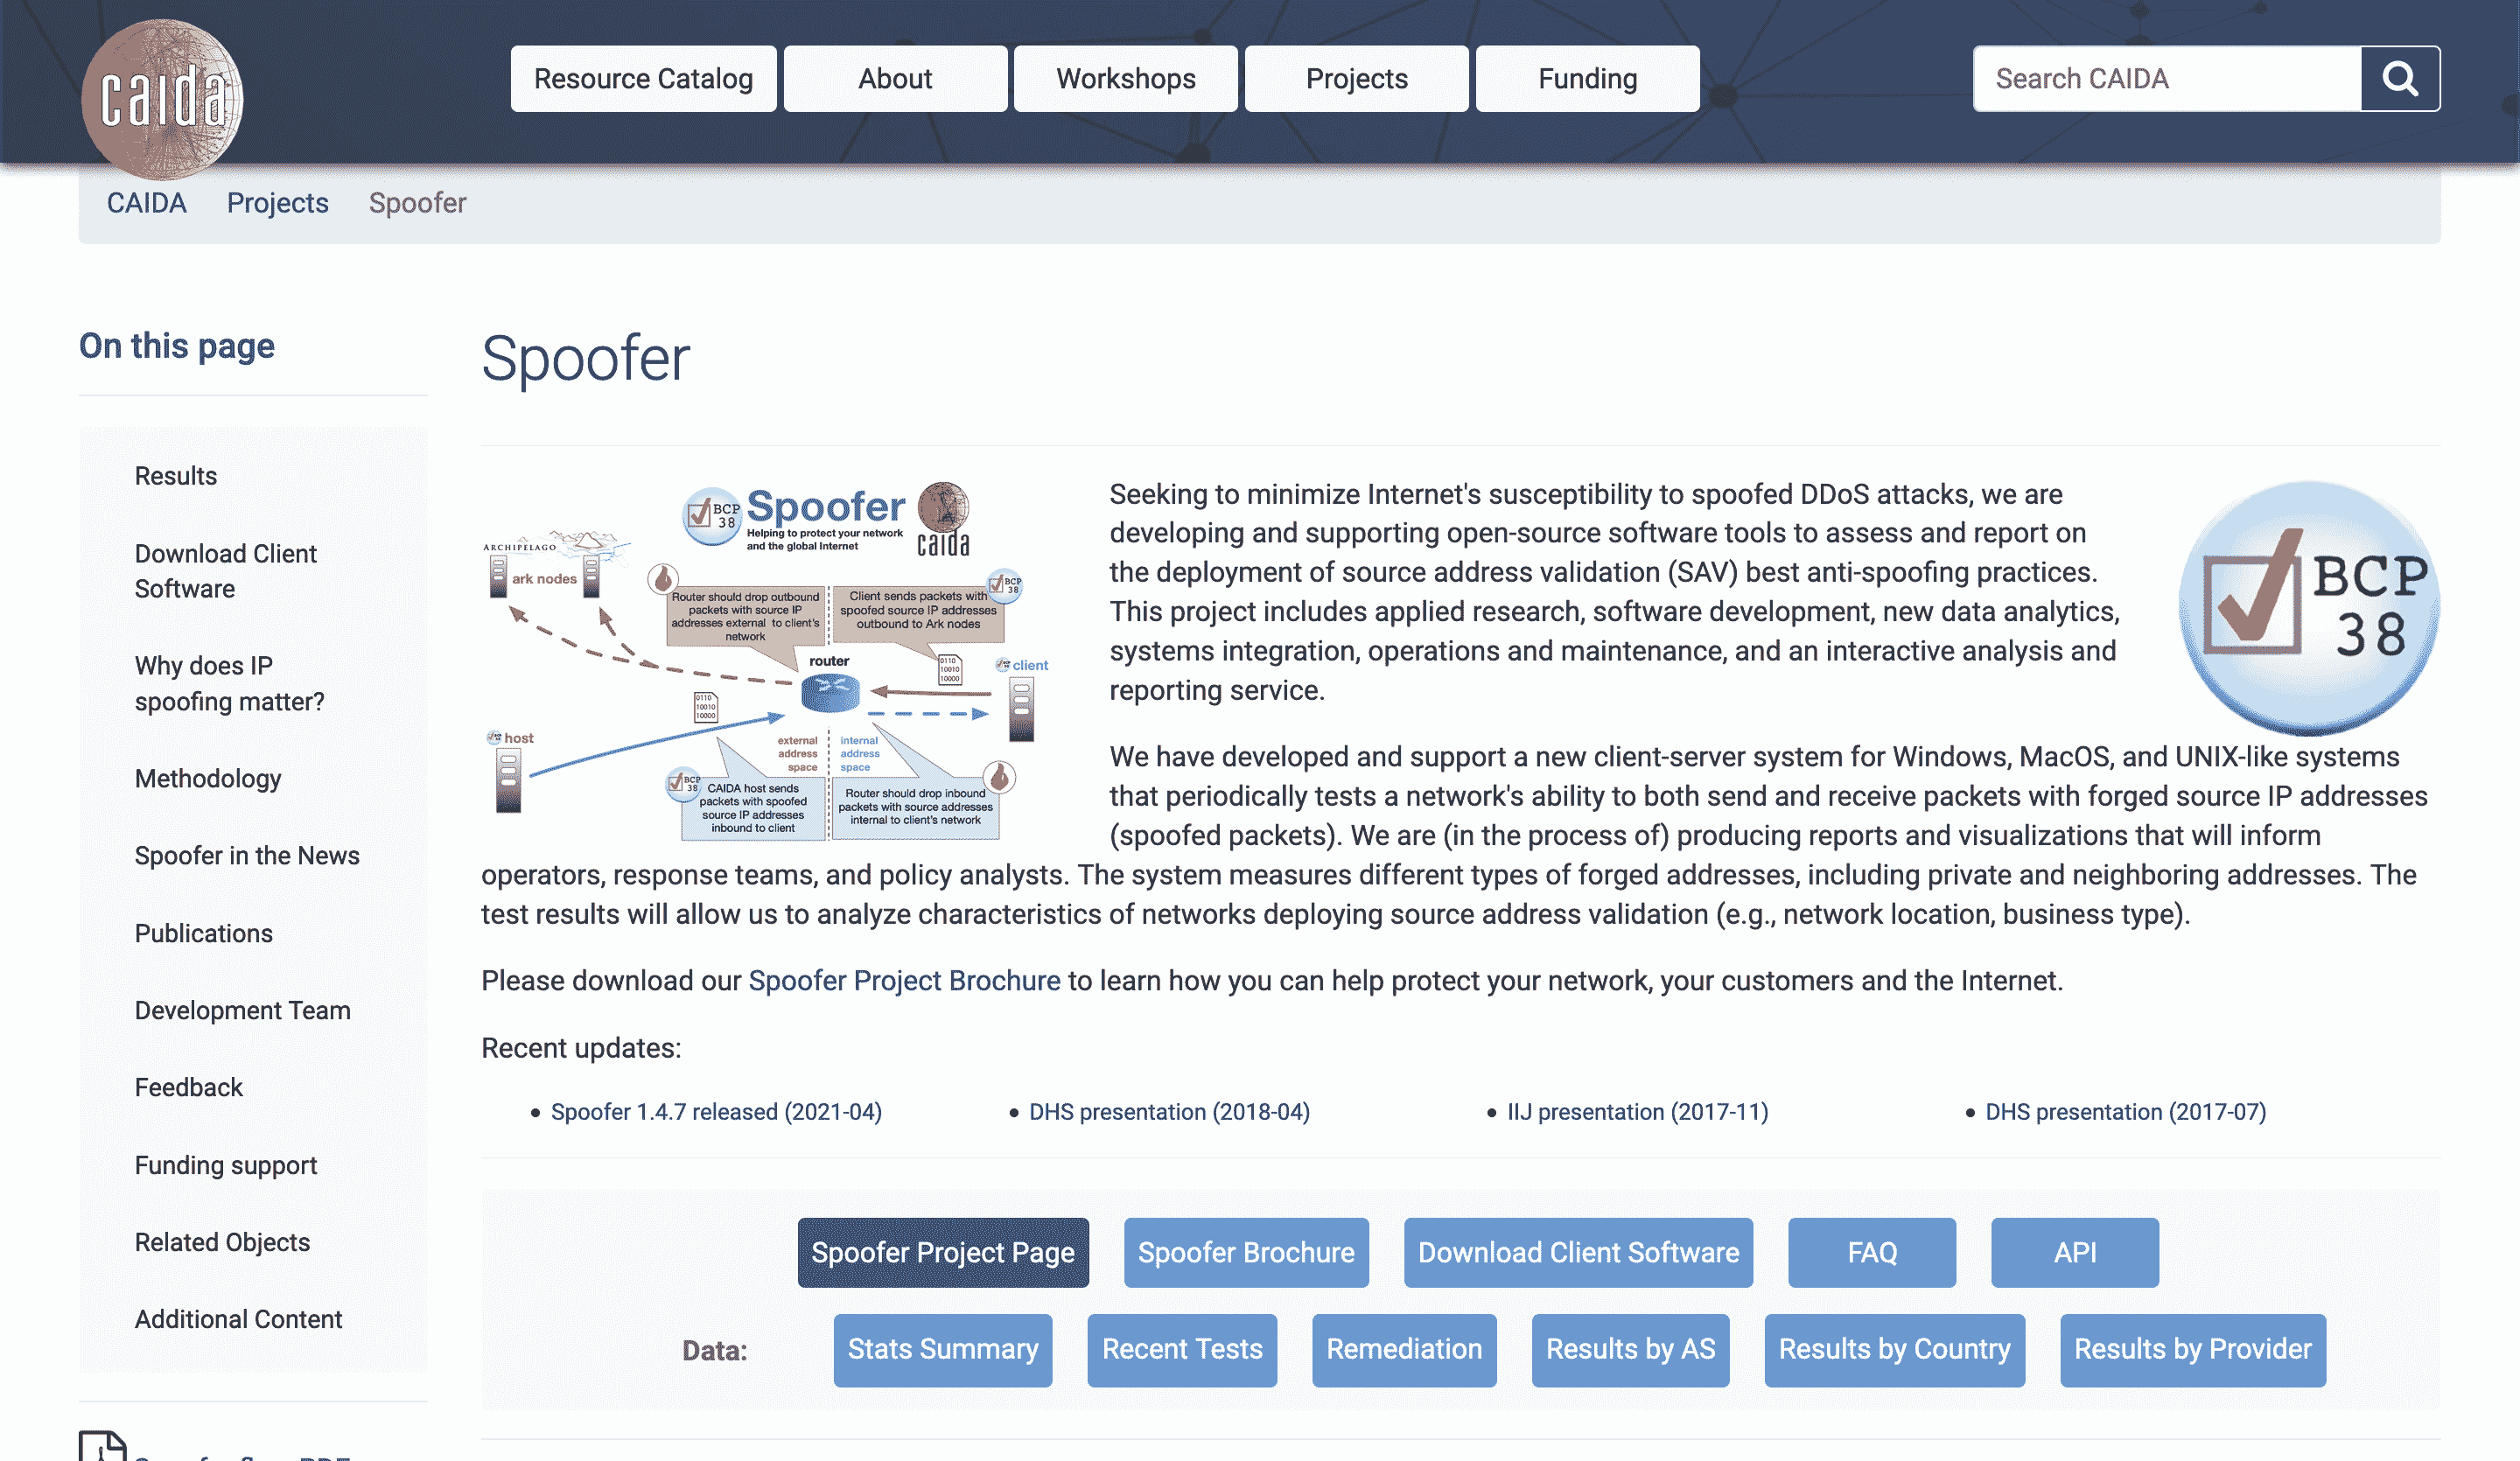 caida
Resource Catalog
About
Workshops
Projects
Funding
Search CAIDA
CAIDA
Projects
Spoofer
On this page
Results
Download Client
Software
Why does IP
spoofing matter?
Methodology
Spoofer in the News
Publications
Development Team
Feedback
Funding support
Related Objects
Additional Content
Spoofer
BCP
38
Spoofer
Helping to protect your network
and the global Internet
caida
ARCHIPELAGO
ark nodes
Router should drop outbound
packets with source IP
addresses external to client's
network
Client sends packets with
spoofed source IP addresses
outbound to Ark nodes
BCP
38
router
0110
10010
10000
client
0110
10010
10000
host
external
address
space
internal
address
space
BCP
38
CAIDA host sends
packets with spoofed
source IP addresses
inbound to client
Router should drop inbound
packets with source addresses
internal to client's network
Seeking to minimize Internet's susceptibility to spoofed DDoS attacks, we are
developing and supporting open-source software tools to assess and report on
the deployment of source address validation (SAV) best anti-spoofing practices.
This project includes applied research, software development, new data analytics,
systems integration, operations and maintenance, and an interactive analysis and
reporting service.
BCP
38
We have developed and support a new client-server system for Windows, MacOS, and UNIX-like systems
that periodically tests a network's ability to both send and receive packets with forged source IP addresses
(spoofed packets). We are (in the process of) producing reports and visualizations that will inform
operators, response teams, and policy analysts. The system measures different types of forged addresses, including private and neighboring addresses. The
test results will allow us to analyze characteristics of networks deploying source address validation (e.g., network location, business type).
Please download our Spoofer Project Brochure to learn how you can help protect your network, your customers and the Internet.
Recent updates:
Spoofer 1.4.7 released (2021-04)
DHS presentation (2018-04)
IIJ presentation (2017-11)
DHS presentation (2017-07)
Spoofer Project Page
Spoofer Brochure
Download Client Software
FAQ
API
Data:
Stats Summary
Recent Tests
Remediation
Results by AS
Results by Country
Results by Provider